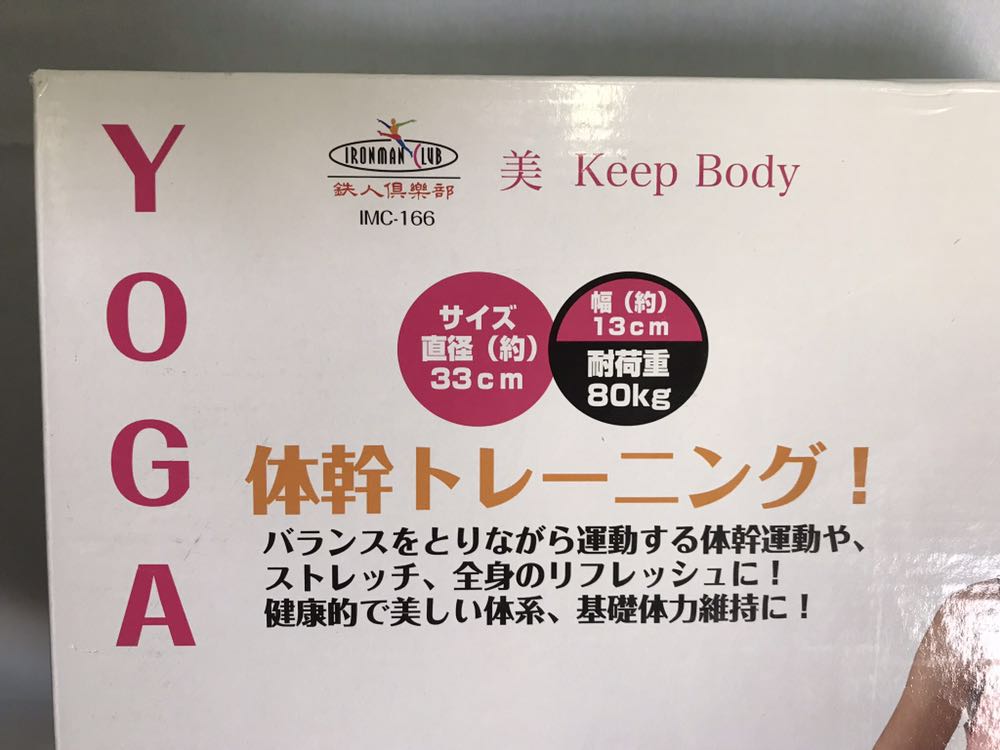 YOGA
IRONMAN CLUB
鉄人倶樂部
IMC-166
美 Keep Body
サイズ
直径（約）
33cm
幅（約）
13cm
耐荷重
80kg
体幹トレーニング！
バランスをとりながら運動する体幹運動や、
ストレッチ、全身のリフレッシュに！
健康的で美しい体系、基礎体力維持に！